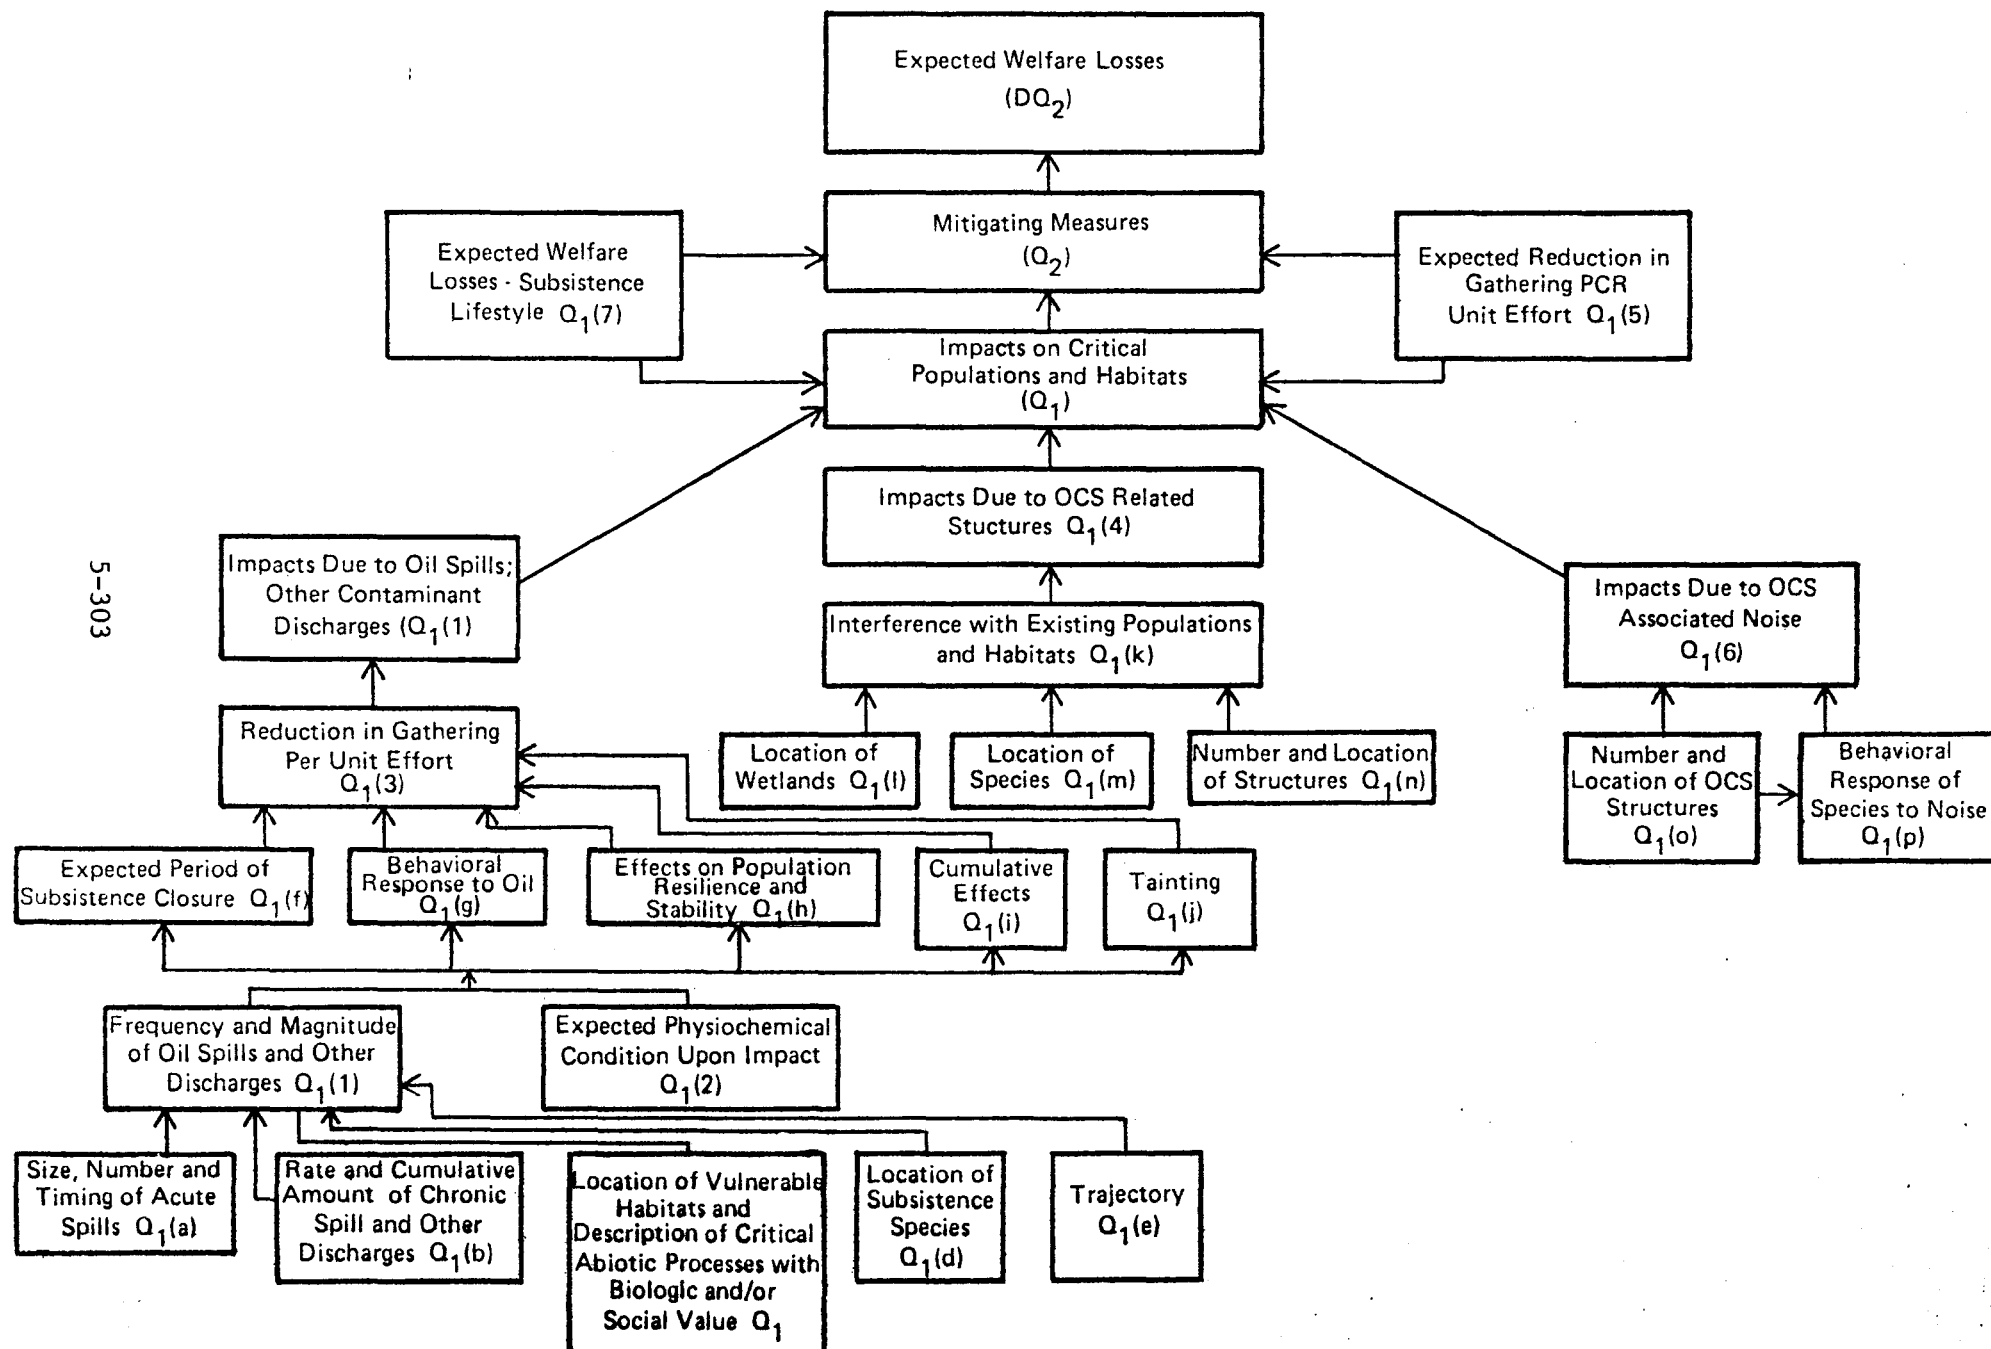 Expected Welfare Losses
(DQ2)
Mitigating Measures
(Q2)
Expected Welfare
Losses - Subsistence
Lifestyle Q1(7)
Expected Reduction in
Gathering PCR
Unit Effort Q1(5)
Impacts on Critical
Populations and Habitats
(Q1)
Impacts Due to OCS Related
Stuctures Q1(4)
Impacts Due to Oil Spills;
Other Contaminant
Discharges (Q1(1)
Impacts Due to OCS
Associated Noise
Q1(6)
5-303
Interference with Existing Populations
and Habitats Q1(k)
Reduction in Gathering
Per Unit Effort
Q1(3)
Location of
Wetlands Q1(l)
Location of
Species Q1(m)
Number and Location
of Structures Q1(n)
Number and
Location of OCS
Structures
Q1(o)
Behavioral
Response of
Species to Noise
Q1(p)
Expected Period of
Subsistence Closure Q1(f)
Behavioral
Response to Oil
Q1(g)
Effects on Population
Resilience and
Stability Q1(h)
Cumulative
Effects
Q1(i)
Tainting
Q1(j)
Frequency and Magnitude
of Oil Spills and Other
Discharges Q1(1)
Expected Physiochemical
Condition Upon Impact
Q1(2)
Size, Number and
Timing of Acute
Spills Q1(a)
Rate and Cumulative
Amount of Chronic
Spill and Other
Discharges Q1(b)
Location of Vulnerable
Habitats and
Description of Critical
Abiotic Processes with
Biologic and/or
Social Value Q1
Location of
Subsistence
Species
Q1(d)
Trajectory
Q1(e)